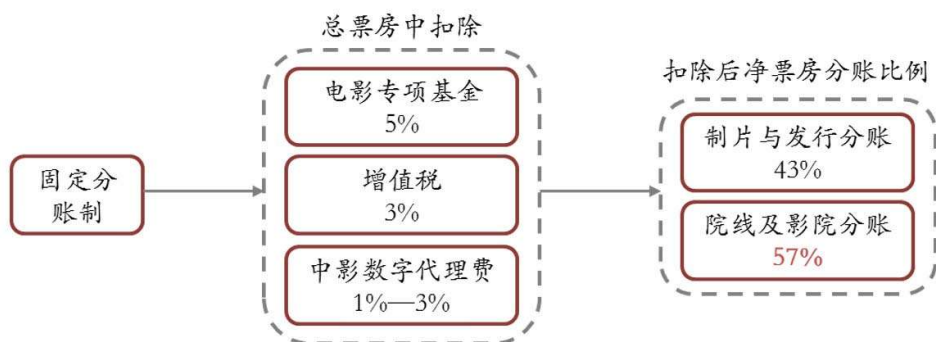 总票房中扣除
电影专项基金
5%
增值税
3%
中影数字代理费
1%—3%
固定分
账制
扣除后净票房分账比例
制片与发行分账
43%
院线及影院分账
57%